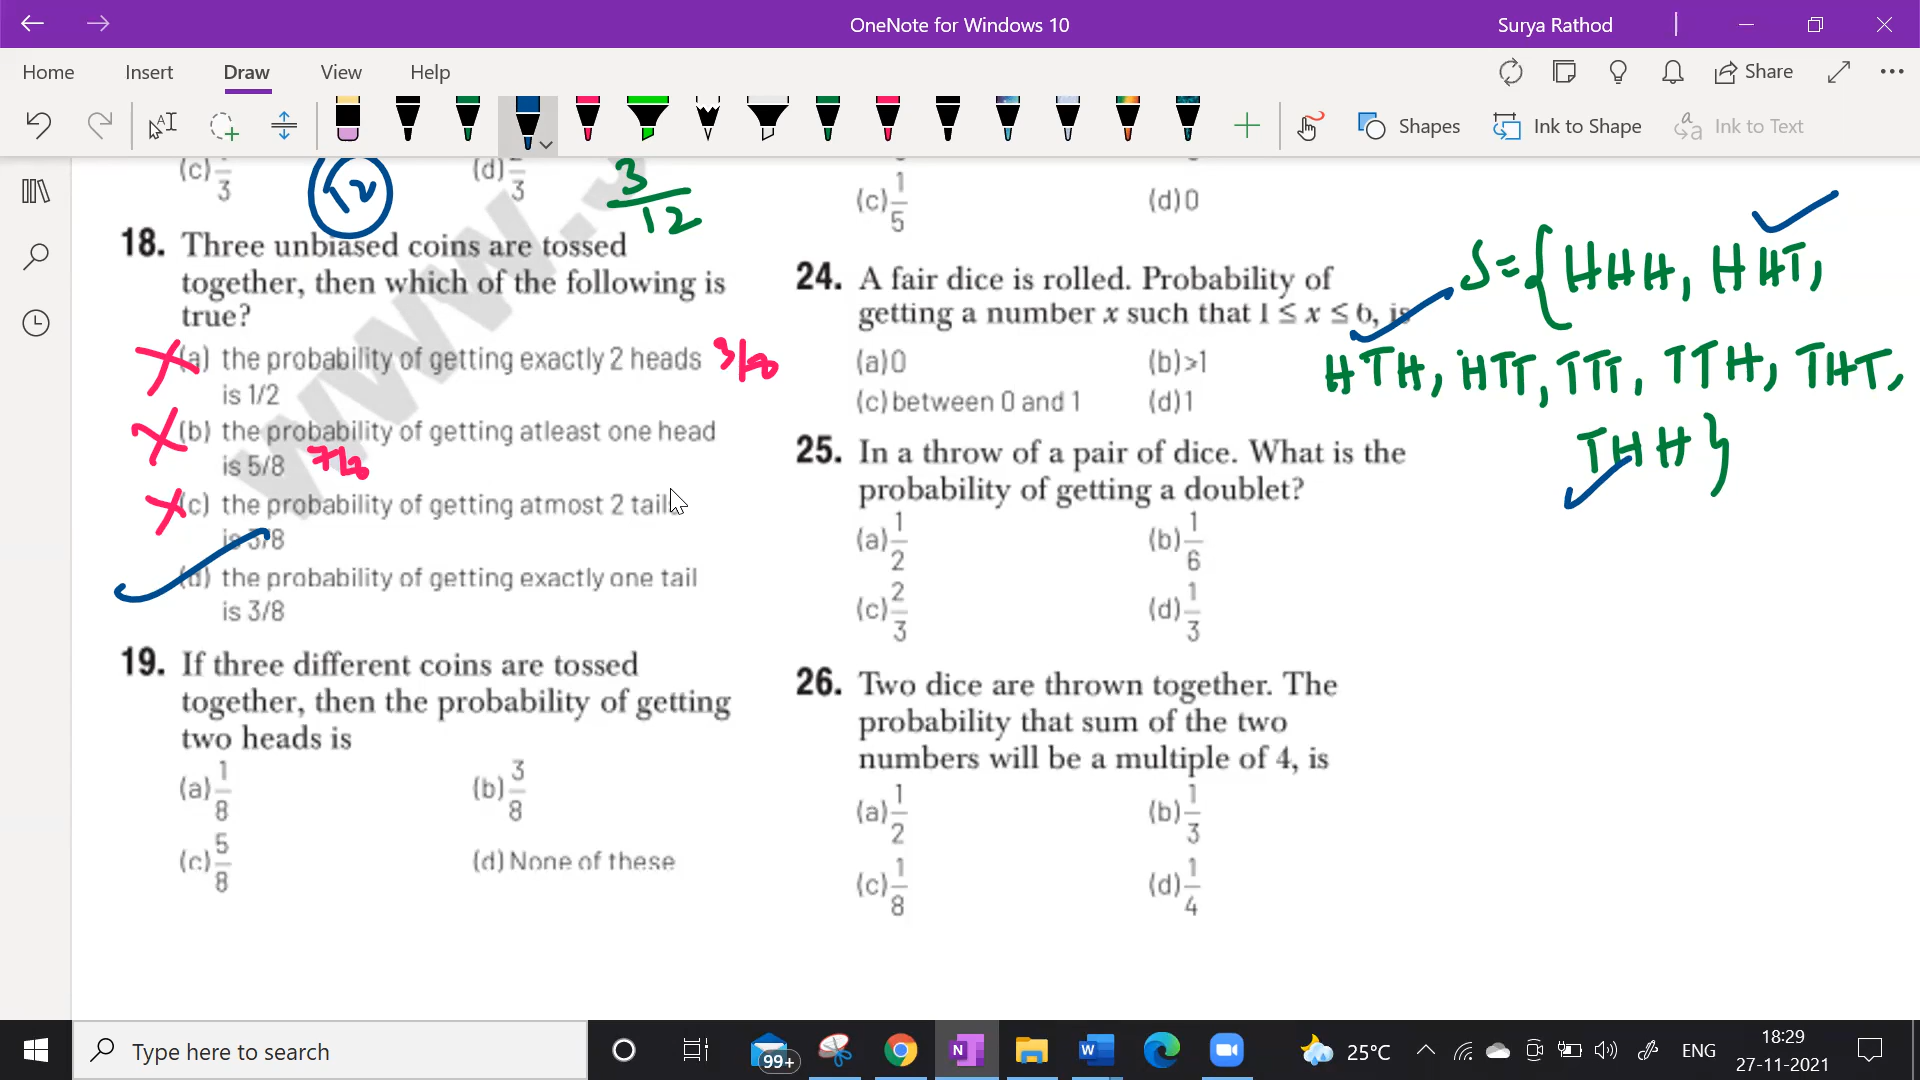 OneNote for Windows 10
Surya Rathod
Home Insert Draw View Help
Share
Shapes Ink to Shape Ink to Text
(c) 1/3 (d) 2/3
12
3/12
18. Three unbiased coins are tossed
together, then which of the following is
true?
(a) the probability of getting exactly 2 heads 3/8
is 1/2
(b) the probability of getting atleast one head
is 5/8 7/8
(c) the probability of getting atmost 2 tail
is 3/8
(d) the probability of getting exactly one tail
is 3/8
19. If three different coins are tossed
together, then the probability of getting
two heads is
(a) 1/8 (b) 3/8
(c) 5/8 (d) None of these
www.
(c) 1/5 (d) 0
24. A fair dice is rolled. Probability of
getting a number x such that 1 ≤ x ≤ 6, is
(a) 0 (b) >1
(c) between 0 and 1 (d) 1
25. In a throw of a pair of dice. What is the
probability of getting a doublet?
(a) 1/2 (b) 1/6
(c) 2/3 (d) 1/3
26. Two dice are thrown together. The
probability that sum of the two
numbers will be a multiple of 4, is
(a) 1/2 (b) 1/3
(c) 1/8 (d) 1/4
S = { HHH, HHT,
HTH, HTT, TTT, TTH, THT,
THH }
Type here to search
99+
25°C
ENG
18:29
27-11-2021